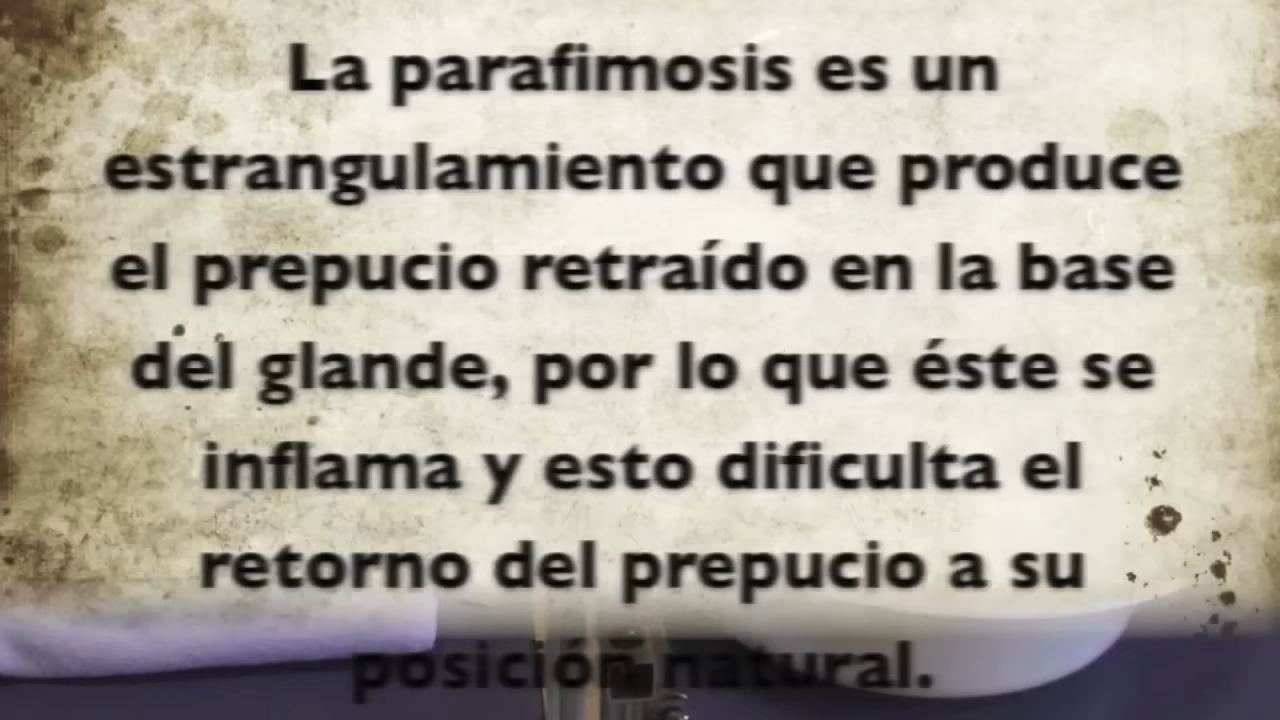 La parafimosis es un
estrangulamiento que produce
el prepucio retraído en la base
del glande, por lo que éste se
inflama y esto dificulta el
retorno del prepucio a su
posición natural.